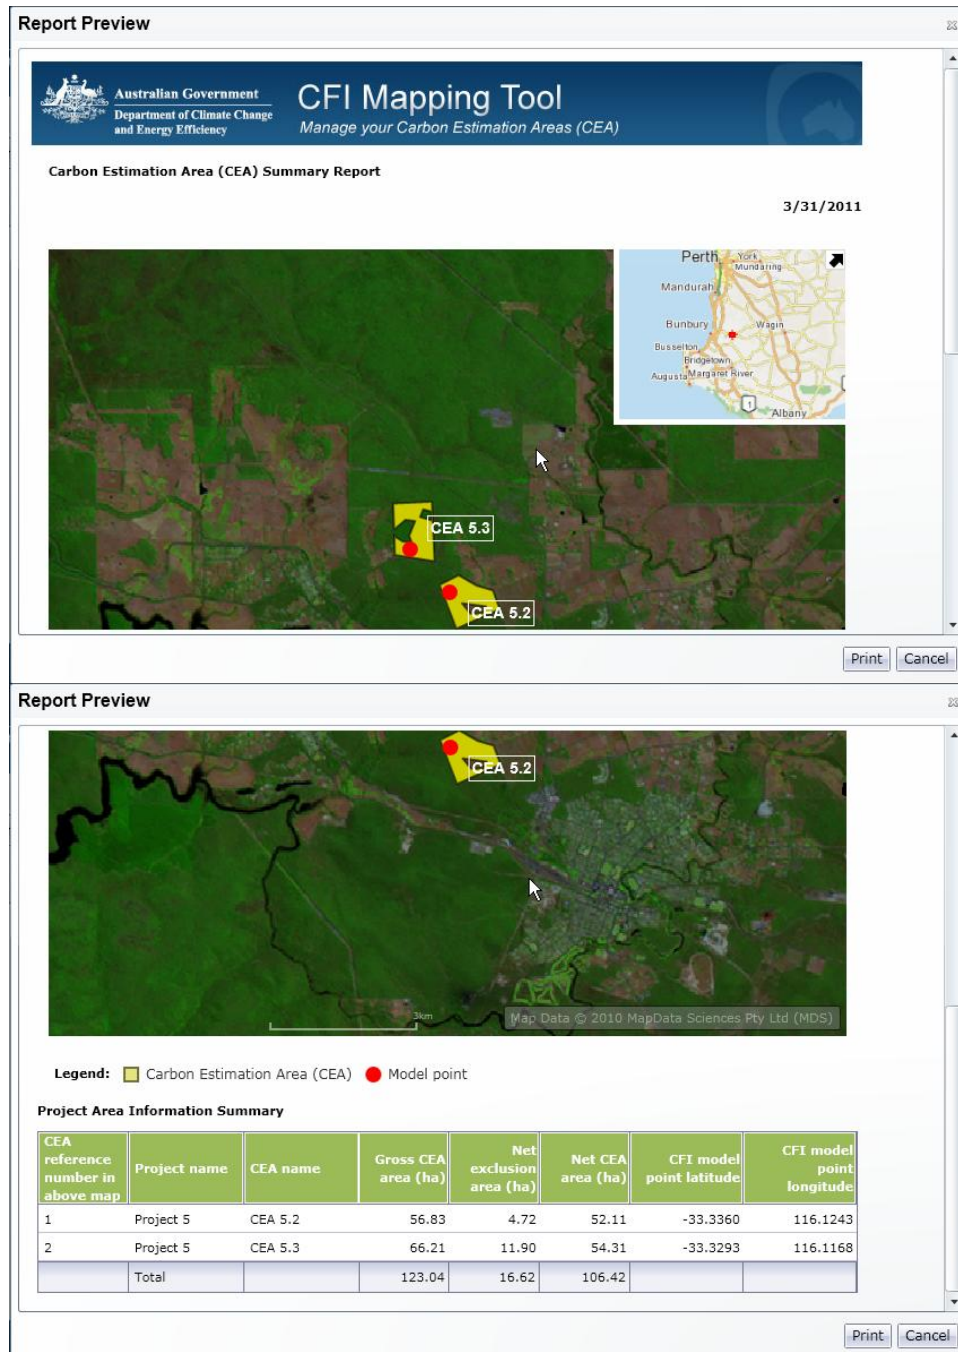 Report Preview
Australian Government
Department of Climate Change
and Energy Efficiency
CFI Mapping Tool
Manage your Carbon Estimation Areas (CEA)
Carbon Estimation Area (CEA) Summary Report
3/31/2011
Perth
York
Mundaring
Mandurah
Bunbury
Wagin
Busselton
Bridgetown
Augusta
Margaret River
1
Albany
CEA 5.3
CEA 5.2
Print Cancel
Report Preview
CEA 5.2
3km
Map Data © 2010 MapData Sciences Pty Ltd (MDS)
Legend: Carbon Estimation Area (CEA) Model point
Project Area Information Summary
CEA reference number in above map Project name CEA name Gross CEA area (ha) Net exclusion area (ha) Net CEA area (ha) CFI model point latitude CFI model point longitude
1 Project 5 CEA 5.2 56.83 4.72 52.11 -33.3360 116.1243
2 Project 5 CEA 5.3 66.21 11.90 54.31 -33.3293 116.1168
Total 123.04 16.62 106.42
Print Cancel